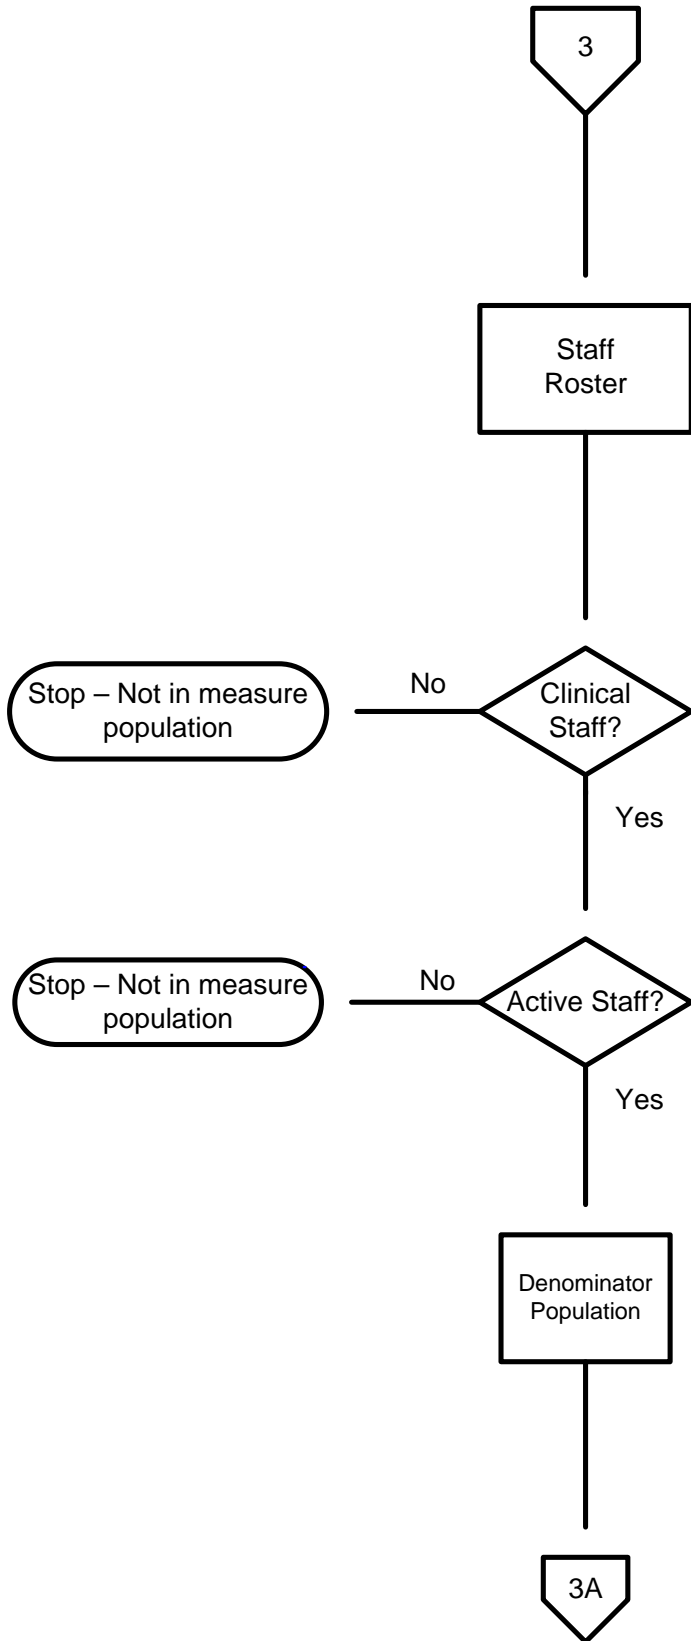 3
Staff
Roster
Stop – Not in measure
population
No
Clinical
Staff?
Yes
Stop – Not in measure
population
No
Active Staff?
Yes
Denominator
Population
3A